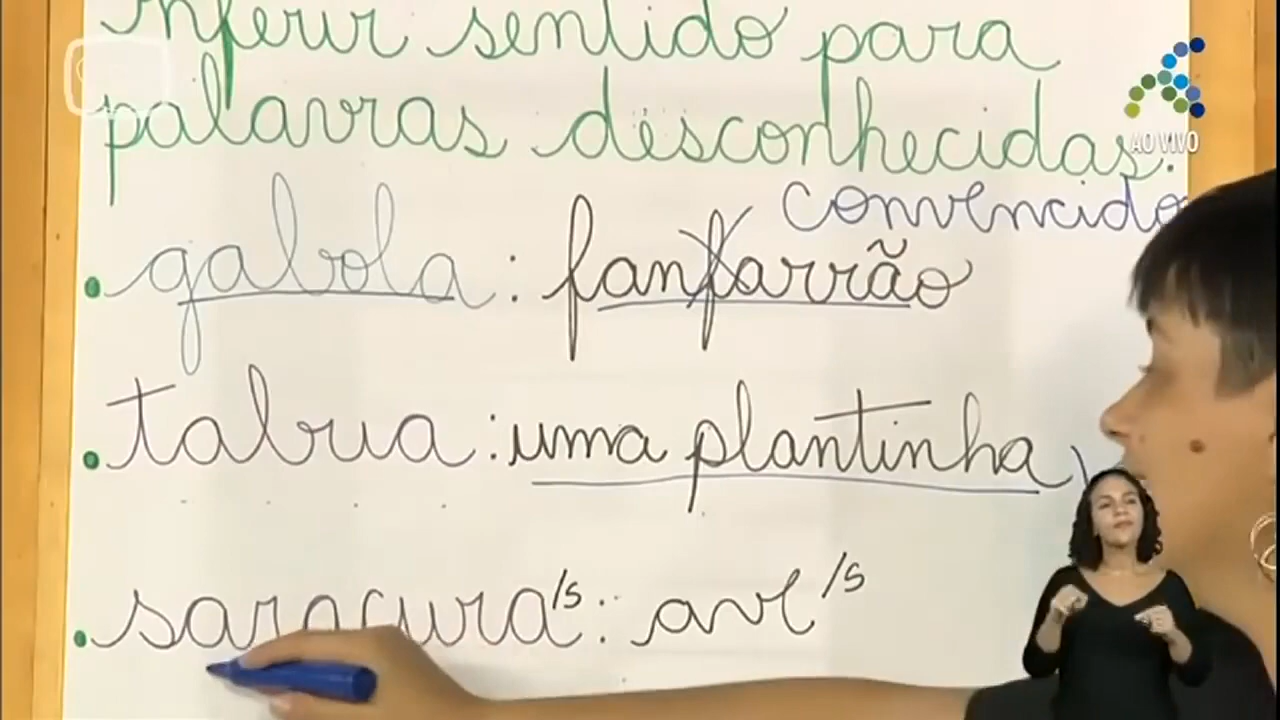 inferir sentido para
palavras desconhecidas.
AO VIVO
convencido
gabola: fanfarrão
tabua: uma plantinha
saracura/s: ave/s